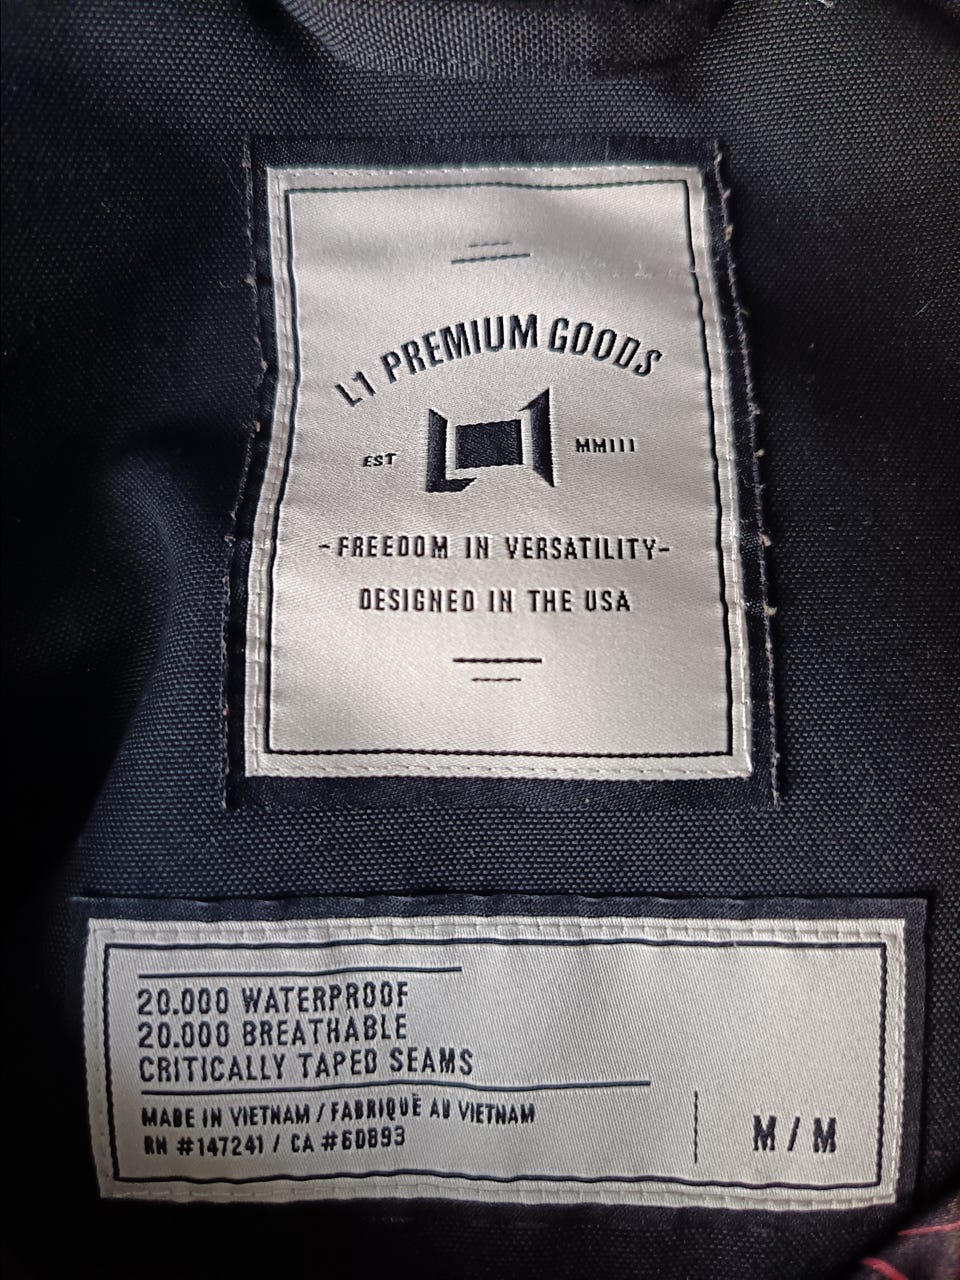 L1 PREMIUM GOODS
EST MMIII
-FREEDOM IN VERSATILITY-
DESIGNED IN THE USA
20.000 WATERPROOF
20.000 BREATHABLE
CRITICALLY TAPED SEAMS
MADE IN VIETNAM / FABRIQUÉ AU VIETNAM
RN #147241 / CA #60893
M / M